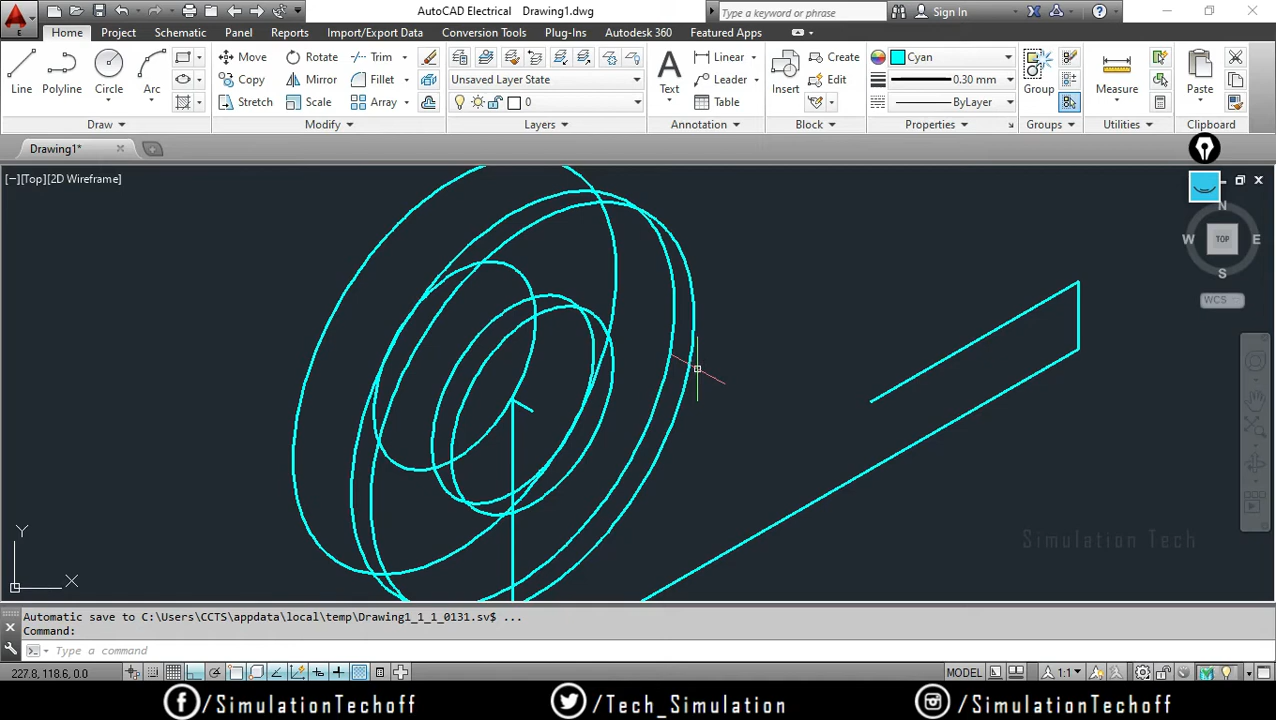 AutoCAD Electrical Drawing1.dwg
Type a keyword or phrase
Sign In
Home Project Schematic Panel Reports Import/Export Data Conversion Tools Plug-Ins Autodesk 360 Featured Apps
Line
Polyline
Circle
Arc
Move
Rotate
Trim
Copy
Mirror
Fillet
Stretch
Scale
Array
Unsaved Layer State
0
Text
Linear
Leader
Table
Insert
Create
Edit
Cyan
0.30 mm
ByLayer
Group
Measure
Paste
Draw
Modify
Layers
Annotation
Block
Properties
Groups
Utilities
Clipboard
Drawing1*
[−][Top][2D Wireframe]
N
W
TOP
E
S
WCS
Simulation Tech
Y
X
Automatic save to C:\Users\CCTS\appdata\local\temp\Drawing1_1_1_0131.sv$ ...
Command:
Type a command
227.8, 118.6, 0.0
MODEL
1:1
/SimulationTechoff
/Tech_Simulation
/SimulationTechoff